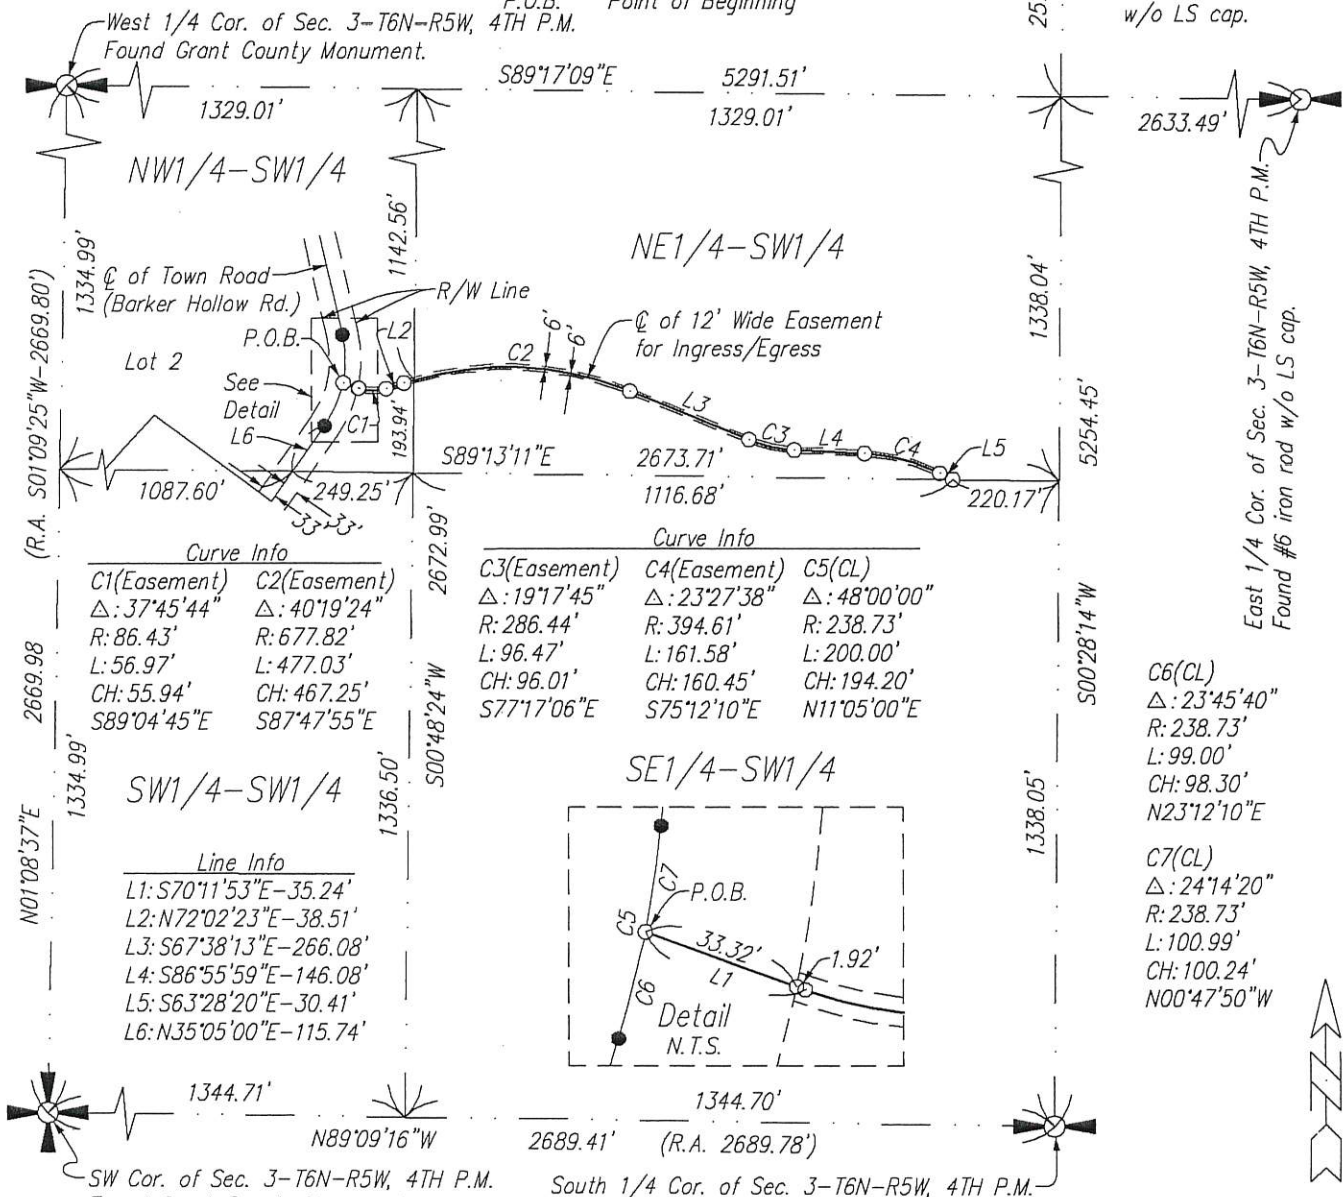 P.O.B. Point of Beginning
West 1/4 Cor. of Sec. 3-T6N-R5W, 4TH P.M.
Found Grant County Monument.
w/o LS cap.
S89°17'09"E 5291.51'
1329.01'
1329.01'
2633.49'
NW1/4-SW1/4
NE1/4-SW1/4
1334.99'
1142.56'
1338.04'
East 1/4 Cor. of Sec. 3-T6N-R5W, 4TH P.M.
Found #6 iron rod w/o LS cap.
(R.A. S01°09'25"W-2669.80')
℄ of Town Road
(Barker Hollow Rd.)
R/W Line
℄ of 12' Wide Easement
for Ingress/Egress
P.O.B.
L2
C2
6'
6'
Lot 2
See
Detail
L6
C1
193.94'
L3
C3
L4
C4
L5
5254.45'
S89°13'11"E 2673.71'
1087.60'
249.25'
1116.68'
220.17'
33'
33'
2672.99'
S00°48'24"W
S00°28'14"W
Curve Info
C1(Easement)
Δ: 37°45'44"
R: 86.43'
L: 56.97'
CH: 55.94'
S89°04'45"E
C2(Easement)
Δ: 40°19'24"
R: 677.82'
L: 477.03'
CH: 467.25'
S87°47'55"E
Curve Info
C3(Easement)
Δ: 19°17'45"
R: 286.44'
L: 96.47'
CH: 96.01'
S77°17'06"E
C4(Easement)
Δ: 23°27'38"
R: 394.61'
L: 161.58'
CH: 160.45'
S75°12'10"E
C5(CL)
Δ: 48°00'00"
R: 238.73'
L: 200.00'
CH: 194.20'
N11°05'00"E
C6(CL)
Δ: 23°45'40"
R: 238.73'
L: 99.00'
CH: 98.30'
N23°12'10"E
C7(CL)
Δ: 24°14'20"
R: 238.73'
L: 100.99'
CH: 100.24'
N00°47'50"W
2669.98
N01°08'37"E
1334.99'
SW1/4-SW1/4
1336.50'
SE1/4-SW1/4
1338.05'
Line Info
L1: S70°11'53"E-35.24'
L2: N72°02'23"E-38.51'
L3: S67°38'13"E-266.08'
L4: S86°55'59"E-146.08'
L5: S63°28'20"E-30.41'
L6: N35°05'00"E-115.74'
C7
P.O.B.
C5
33.32'
L1
1.92'
C6
Detail
N.T.S.
N
1344.71'
1344.70'
N89°09'16"W 2689.41' (R.A. 2689.78')
SW Cor. of Sec. 3-T6N-R5W, 4TH P.M.
South 1/4 Cor. of Sec. 3-T6N-R5W, 4TH P.M.